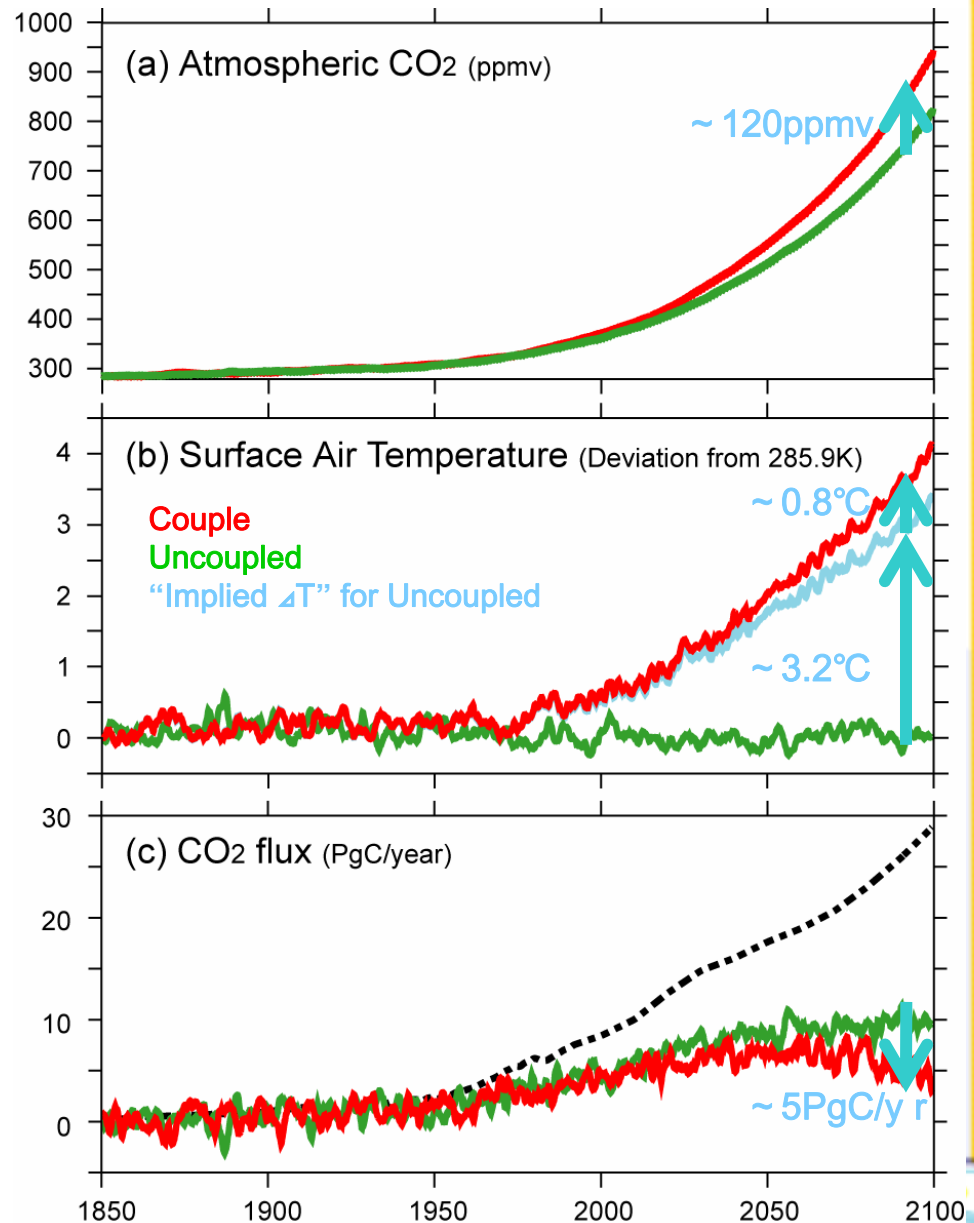 1000
(a) Atmospheric CO2 (ppmv)
900
~ 120ppmv
800
700
600
500
400
300
(b) Surface Air Temperature (Deviation from 285.9K)
4
~ 0.8℃
Couple
3
Uncoupled
“Implied ⊿T” for Uncoupled
2
~ 3.2℃
1
0
30
(c) CO2 flux (PgC/year)
20
10
~ 5PgC/y r
0
1850 1900 1950 2000 2050 2100